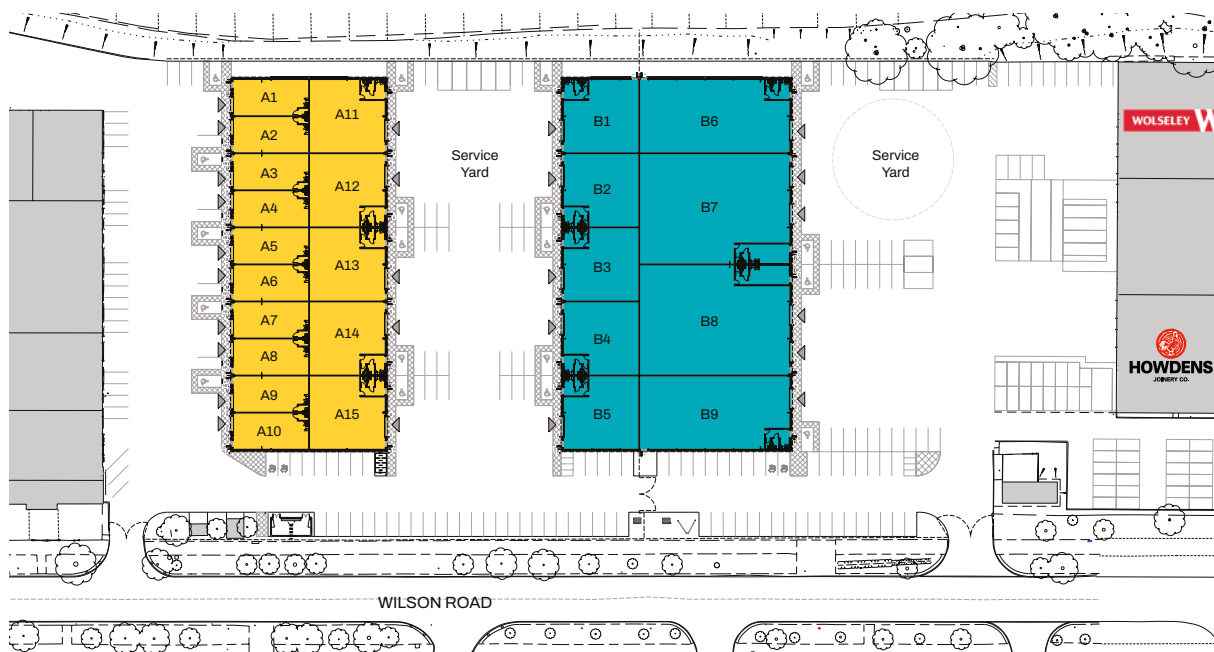 A1
A2
A3
A4
A5
A6
A7
A8
A9
A10
A11
A12
A13
A14
A15
Service
Yard
B1
B2
B3
B4
B5
B6
B7
B8
B9
Service
Yard
WOLSELEY W
HOWDENS
JOINERY CO.
WILSON ROAD